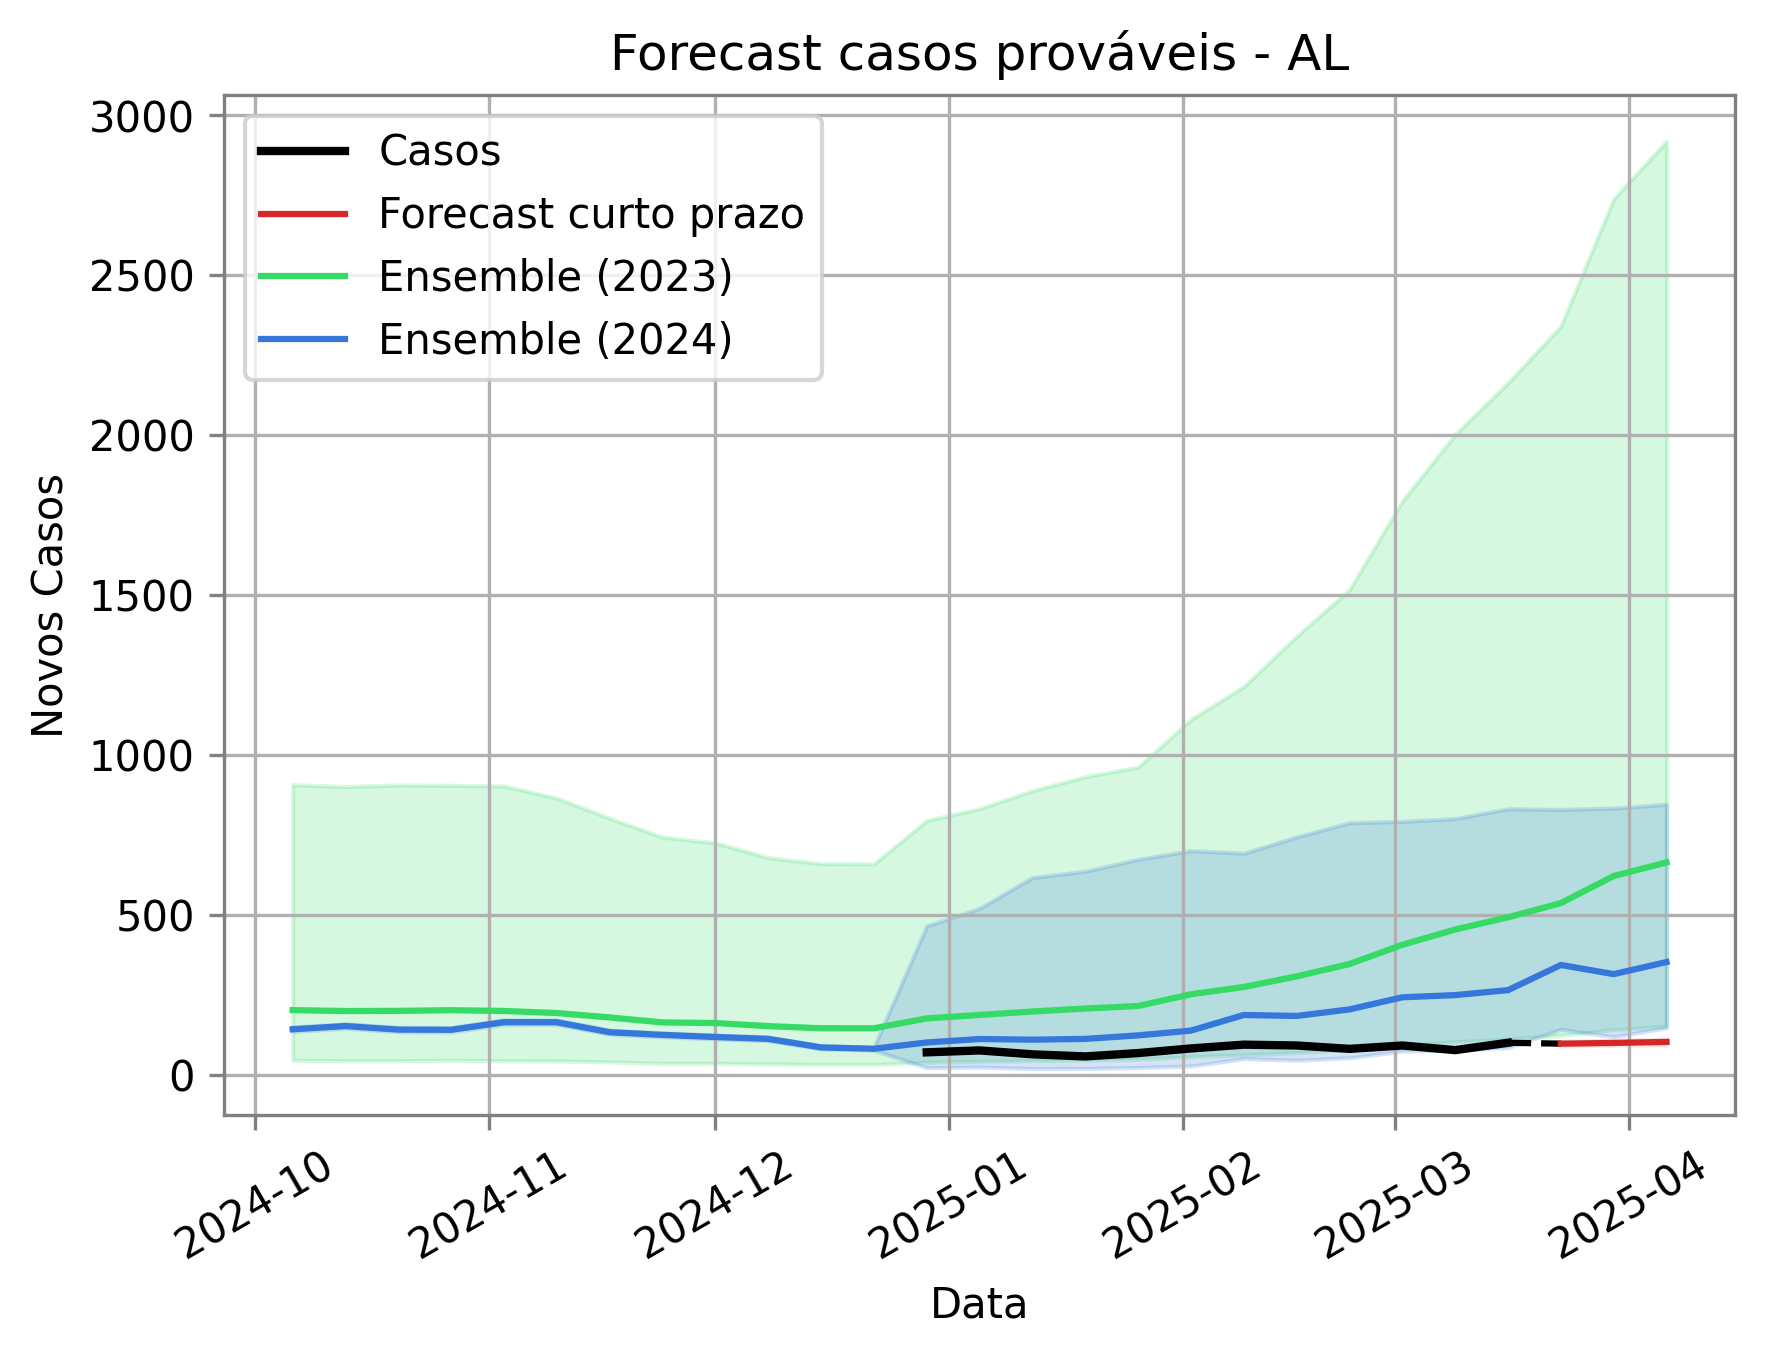 Forecast casos prováveis - AL
3000
2500
2000
1500
1000
500
0
Novos Casos
Casos
Forecast curto prazo
Ensemble (2023)
Ensemble (2024)
2024-10
2024-11
2024-12
2025-01
2025-02
2025-03
2025-04
Data